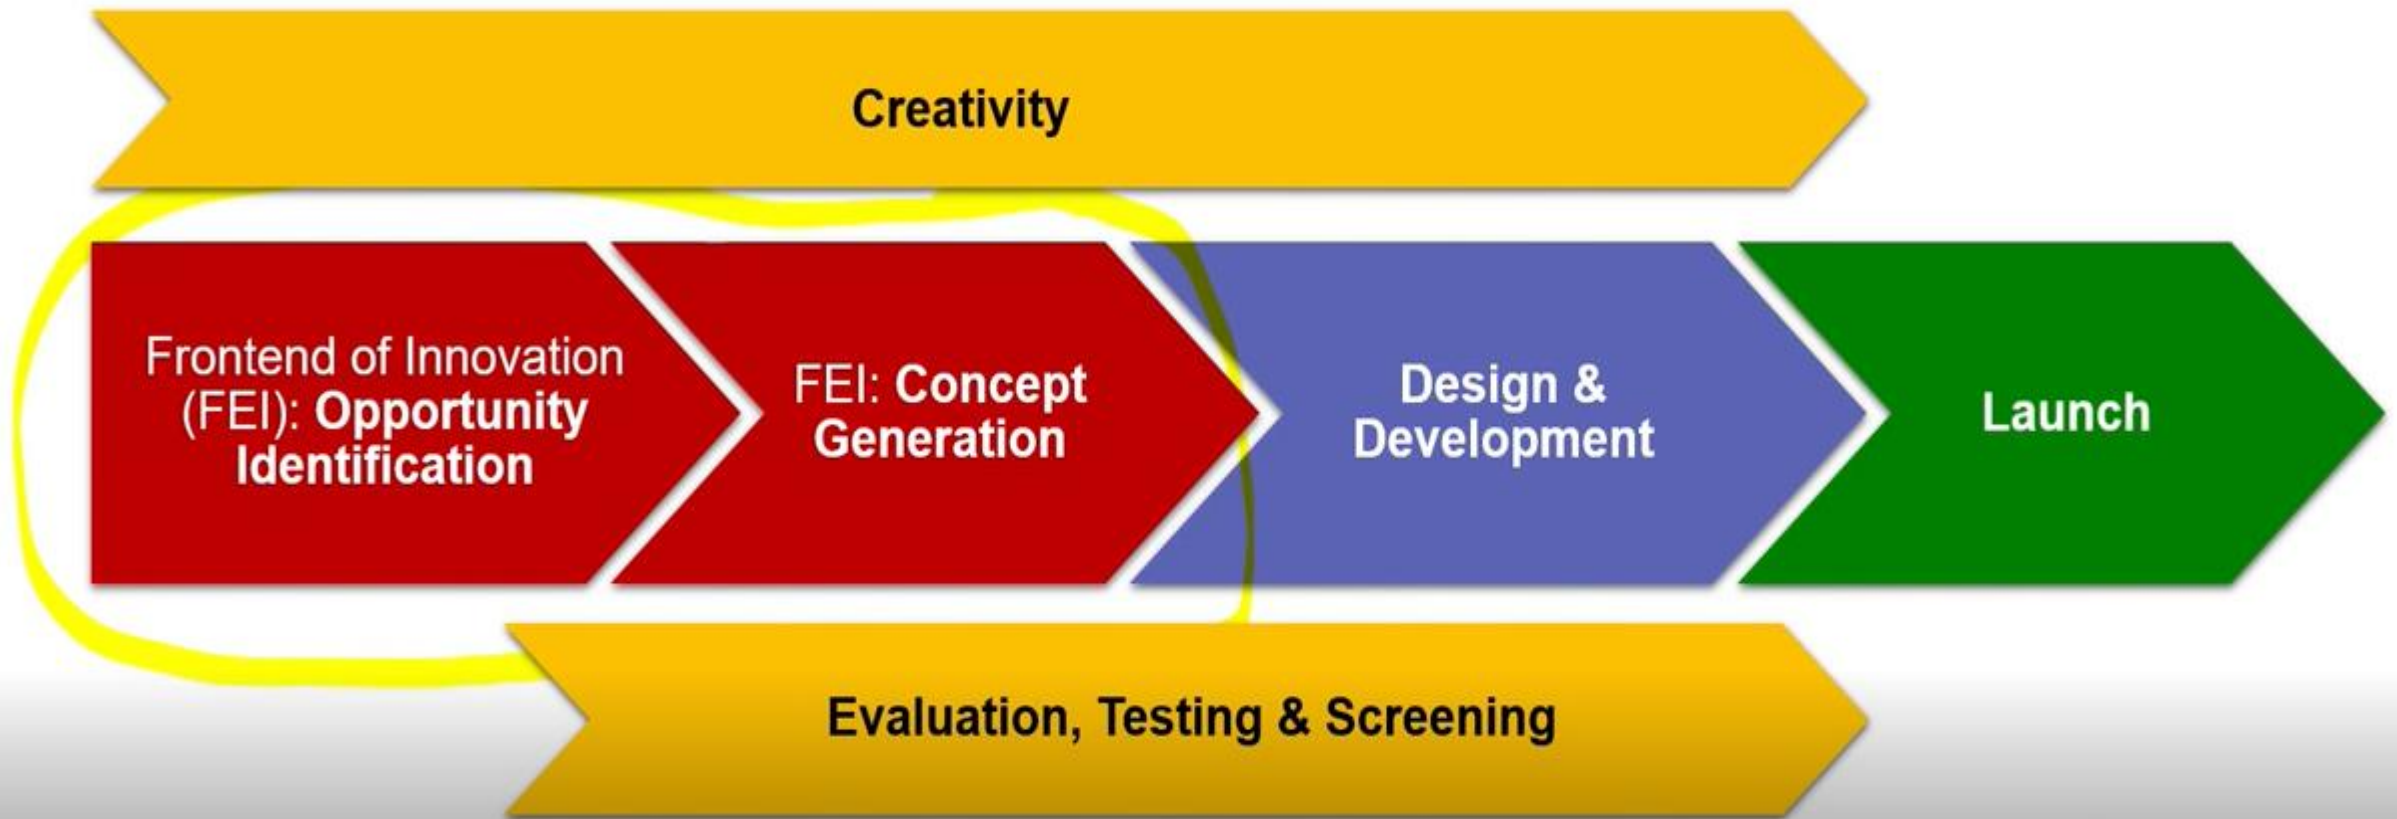 Creativity
Frontend of Innovation
(FEI): Opportunity
Identification
FEI: Concept
Generation
Design &
Development
Launch
Evaluation, Testing & Screening